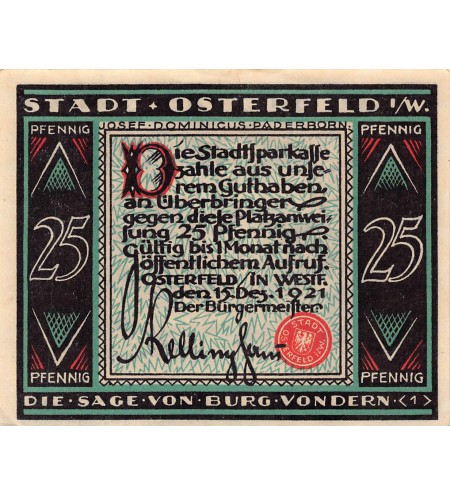 STADT · OSTERFELD i/W.
PFENNIG
JOSEF · DOMINICUS · PADERBORN
PFENNIG
Die Stadtsparkasse
zahle aus unse-
rem Guthaben,
an Überbringer
gegen diese Platzanwei-
sung 25 Pfennig
Gültig bis 1 Monat nach
öffentlichem Aufruf.
OSTERFELD / IN WESTF.
den 15. Dez. 1921
Der Bürgermeister
25
25
Kellinghaus
STADT
OSTERFELD i.W.
PFENNIG
PFENNIG
DIE · SAGE · VON · BURG · VONDERN · <1>